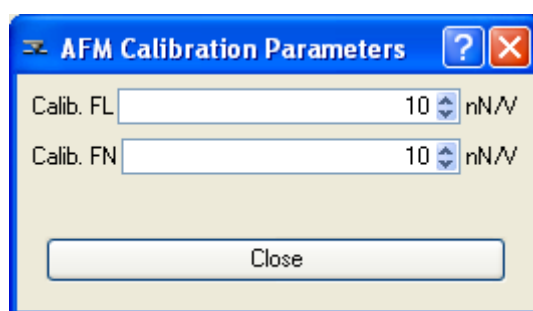 AFM Calibration Parameters ?
Calib. FL 10 nN/V
Calib. FN 10 nN/V
Close